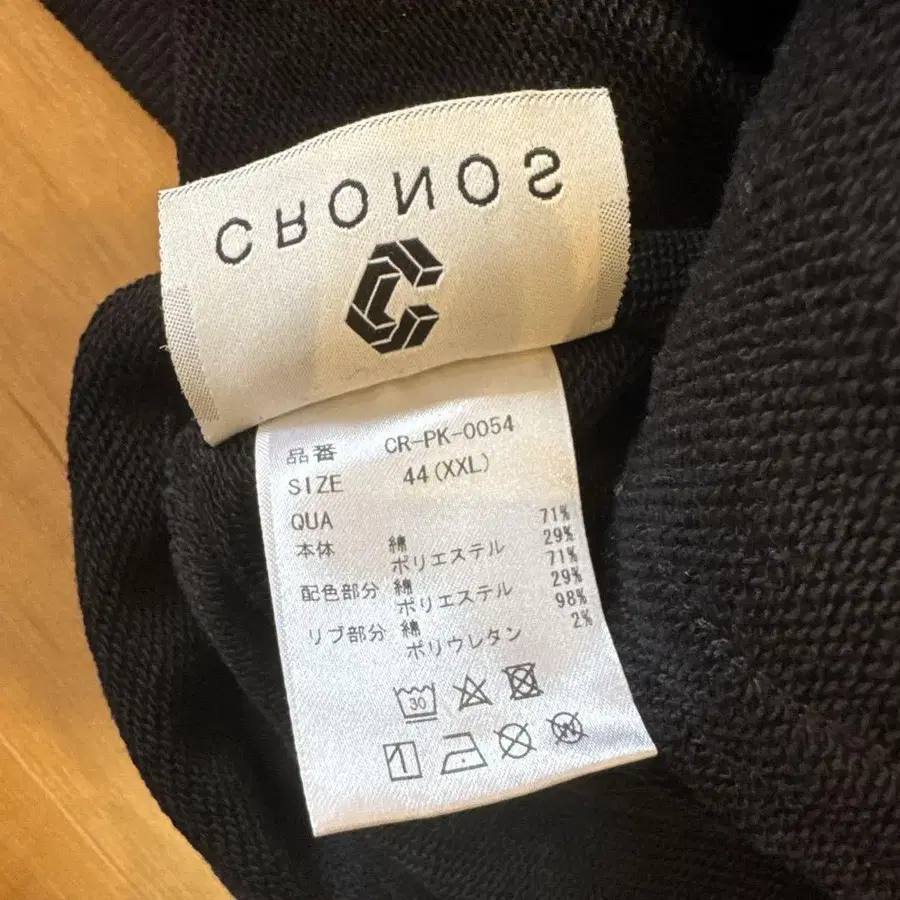 CRONOS
品番 CR-PK-0054
SIZE 44(XXL)
QUA
本体 綿 71%
ポリエステル 29%
配色部分 綿 71%
ポリエステル 29%
リブ部分 綿 98%
ポリウレタン 2%
30
W